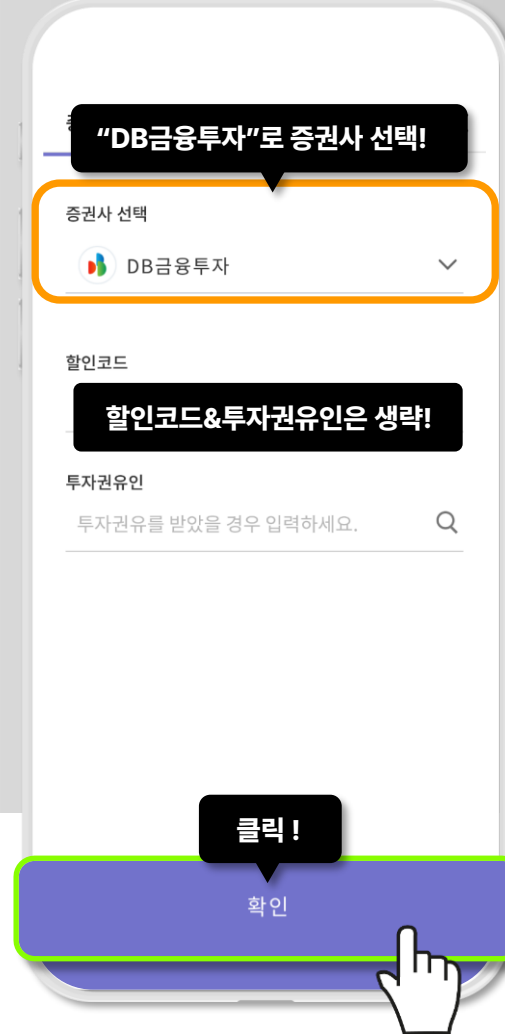 “DB금융투자”로 증권사 선택!
증권사 선택
DB금융투자
할인코드
할인코드&투자권유인은 생략!
투자권유인
투자권유를 받았을 경우 입력하세요.
클릭 !
확인